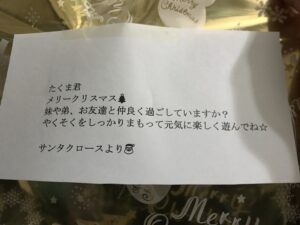 Merry
Christmas
たくま君
メリークリスマス🎄
妹や弟、お友達と仲良く過ごしていますか？
やくそくをしっかりまもって元気に楽しく遊んでね☆
サンタクロースより🎅
Merry